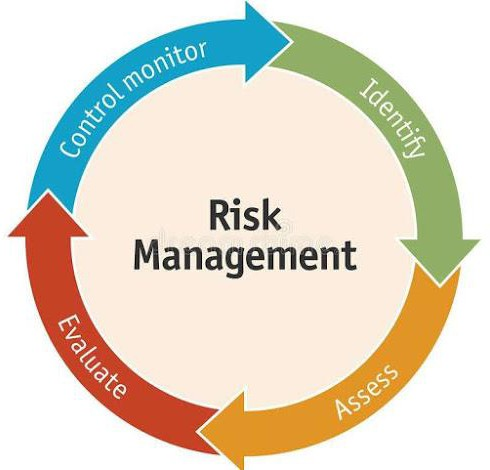 Risk
Management
Identify
Assess
Evaluate
Control monitor